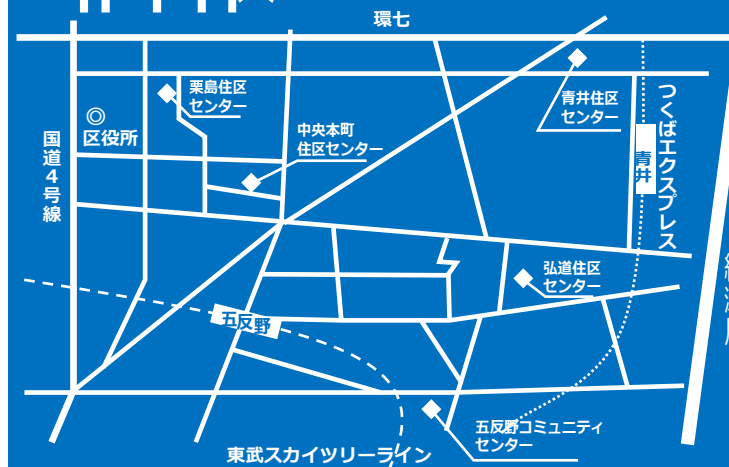 環七
栗島住区
センター
◎
区役所
中央本町
住区センター
青井住区
センター
国道4号線
青井
つくばエクスプレス
弘道住区
センター
五反野
五反野コミュニティ
センター
東武スカイツリーライン